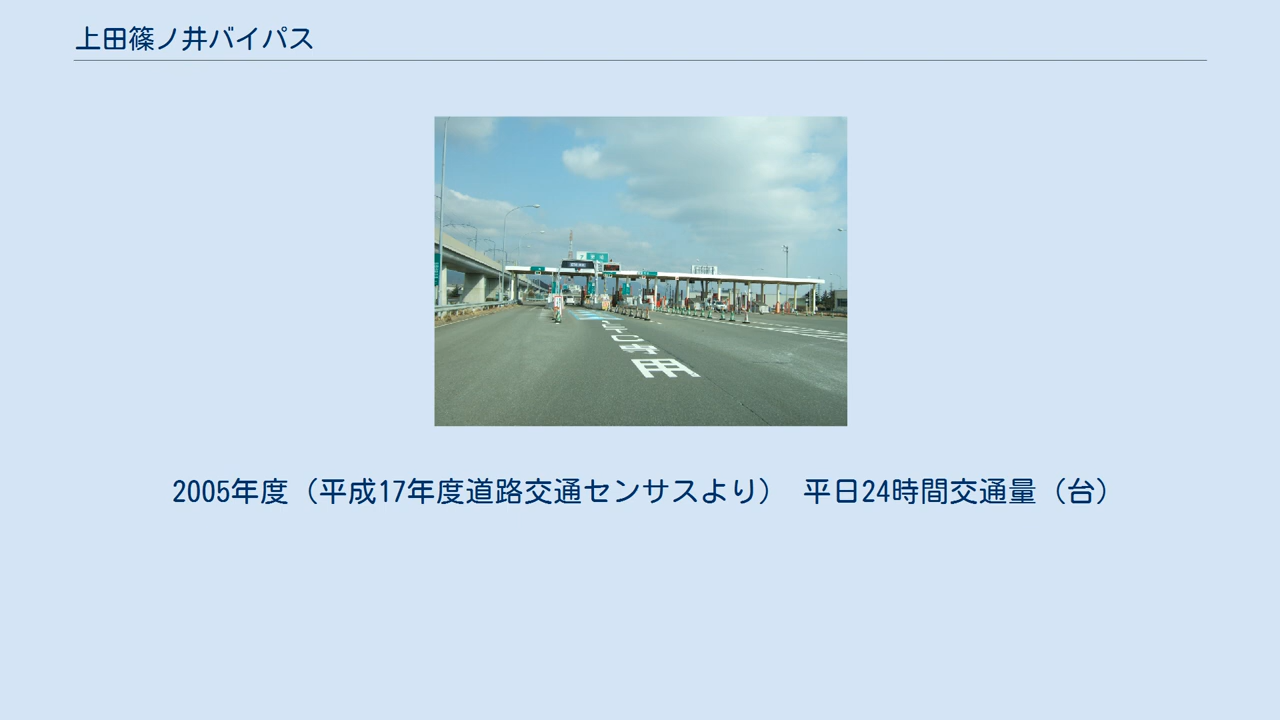 上田篠ノ井バイパス
2005年度（平成17年度道路交通センサスより）　平日24時間交通量（台）